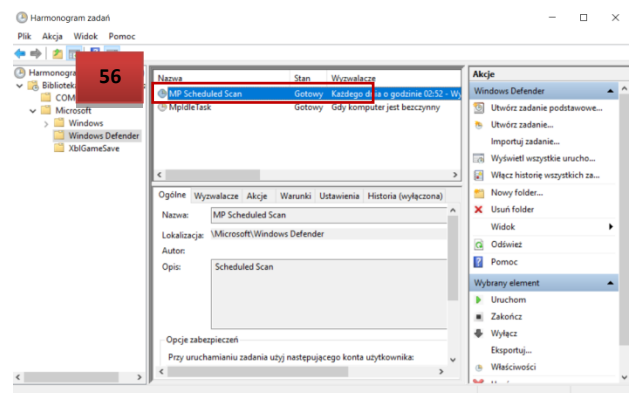 Harmonogram zadań
Plik Akcja Widok Pomoc
56
Harmonogra
Biblioteka
COM
Microsoft
Windows
Windows Defender
XblGameSave
Nazwa Stan Wyzwalacze
MP Scheduled Scan Gotowy Każdego dnia o godzinie 02:52 - Wy
MpIdleTask Gotowy Gdy komputer jest bezczynny
Ogólne Wyzwalacze Akcje Warunki Ustawienia Historia (wyłączona)
Nazwa: MP Scheduled Scan
Lokalizacja: \Microsoft\Windows Defender
Autor:
Opis: Scheduled Scan
Opcje zabezpieczeń
Przy uruchamianiu zadania użyj następującego konta użytkownika:
Akcje
Windows Defender
Utwórz zadanie podstawowe...
Utwórz zadanie...
Importuj zadanie...
Wyświetl wszystkie urucho...
Włącz historię wszystkich za...
Nowy folder...
Usuń folder
Widok
Odśwież
Pomoc
Wybrany element
Uruchom
Zakończ
Wyłącz
Eksportuj...
Właściwości